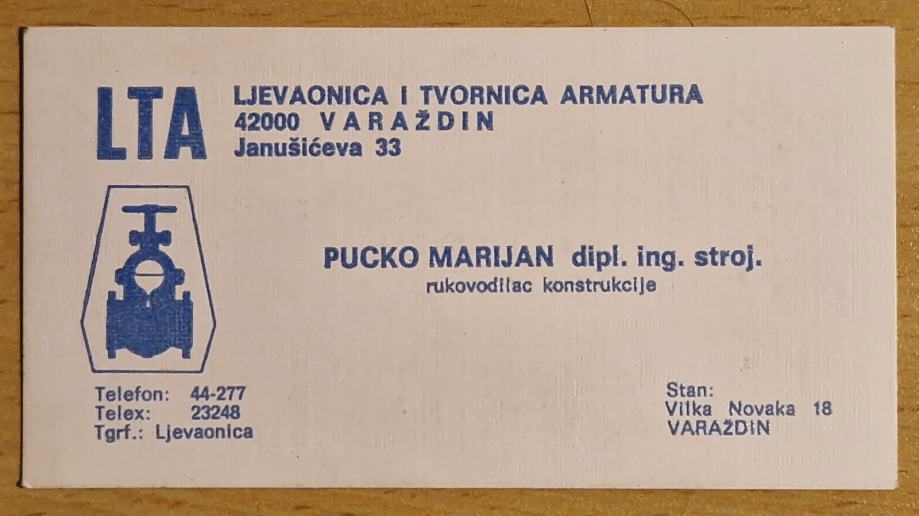 LTA
LJEVAONICA I TVORNICA ARMATURA
42000 VARAŽDIN
Janušićeva 33
PUCKO MARIJAN dipl. ing. stroj.
rukovodilac konstrukcije
Telefon: 44-277
Telex: 23248
Tgrf.: Ljevaonica
Stan:
Vilka Novaka 18
VARAŽDIN